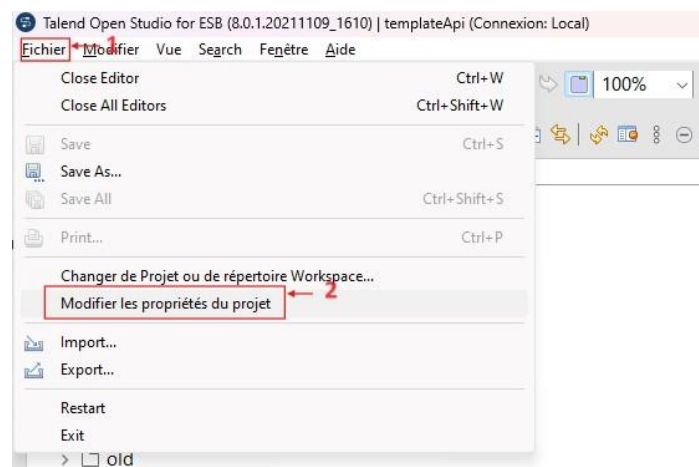 Talend Open Studio for ESB (8.0.1.20211109_1610) | templateApi (Connexion: Local)
Fichier 1 Modifier Vue Search Fenêtre Aide
Close Editor Ctrl+W
100%
Close All Editors Ctrl+Shift+W
Save Ctrl+S
Save As...
Save All Ctrl+Shift+S
Print... Ctrl+P
Changer de Projet ou de répertoire Workspace...
Modifier les propriétés du projet 2
Import...
Export...
Restart
Exit
old